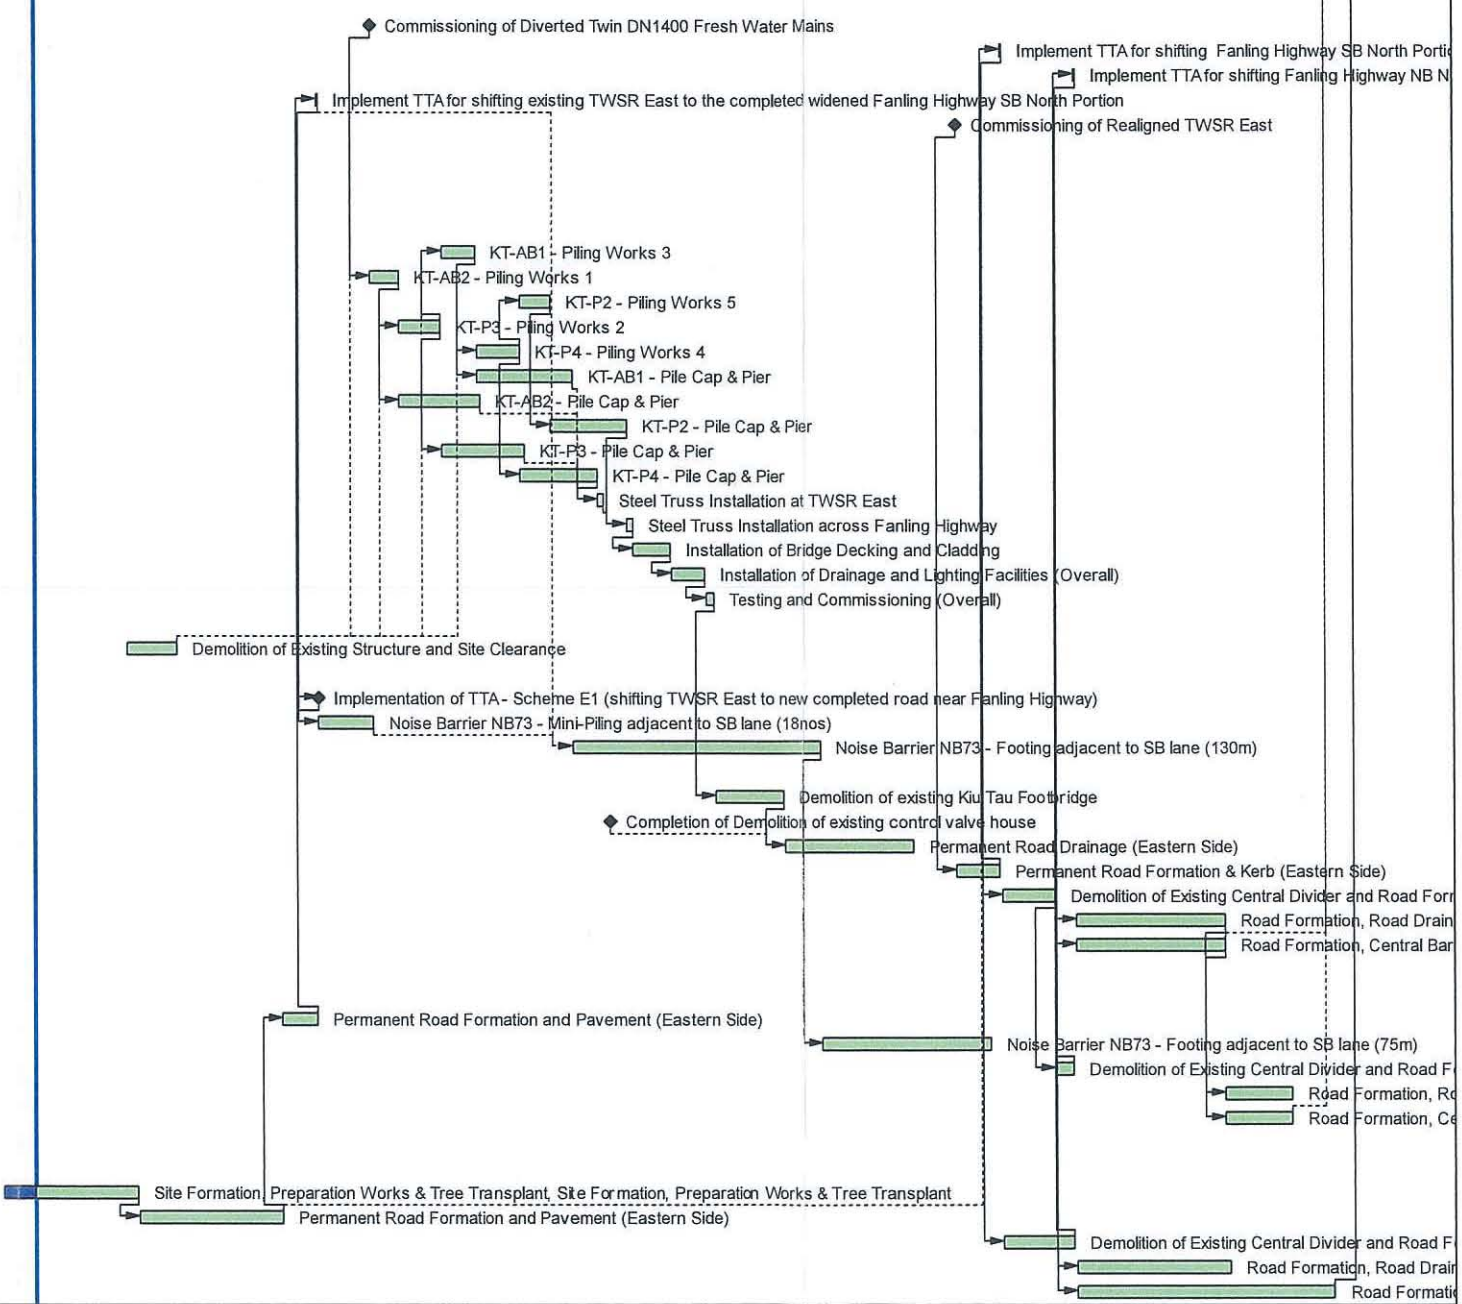 Commissioning of Diverted Twin DN1400 Fresh Water Mains
Implement TTA for shifting Fanling Highway SB North Portio
Implement TTA for shifting Fanling Highway NB N
Implement TTA for shifting existing TWSR East to the completed widened Fanling Highway SB North Portion
Commissioning of Realigned TWSR East
KT-AB1 - Piling Works 3
KT-AB2 - Piling Works 1
KT-P2 - Piling Works 5
KT-P3 - Piling Works 2
KT-P4 - Piling Works 4
KT-AB1 - Pile Cap & Pier
KT-AB2 - Pile Cap & Pier
KT-P2 - Pile Cap & Pier
KT-P3 - Pile Cap & Pier
KT-P4 - Pile Cap & Pier
Steel Truss Installation at TWSR East
Steel Truss Installation across Fanling Highway
Installation of Bridge Decking and Cladding
Installation of Drainage and Lighting Facilities (Overall)
Testing and Commissioning (Overall)
Demolition of Existing Structure and Site Clearance
Implementation of TTA - Scheme E1 (shifting TWSR East to new completed road near Fanling Highway)
Noise Barrier NB73 - Mini-Piling adjacent to SB lane (18nos)
Noise Barrier NB73 - Footing adjacent to SB lane (130m)
Demolition of existing Kiu Tau Footbridge
Completion of Demolition of existing control valve house
Permanent Road Drainage (Eastern Side)
Permanent Road Formation & Kerb (Eastern Side)
Demolition of Existing Central Divider and Road Forr
Road Formation, Road Drain
Road Formation, Central Bar
Permanent Road Formation and Pavement (Eastern Side)
Noise Barrier NB73 - Footing adjacent to SB lane (75m)
Demolition of Existing Central Divider and Road F
Road Formation, Ro
Road Formation, Ce
Site Formation, Preparation Works & Tree Transplant, Site Formation, Preparation Works & Tree Transplant
Permanent Road Formation and Pavement (Eastern Side)
Demolition of Existing Central Divider and Road F
Road Formation, Road Drair
Road Formatic